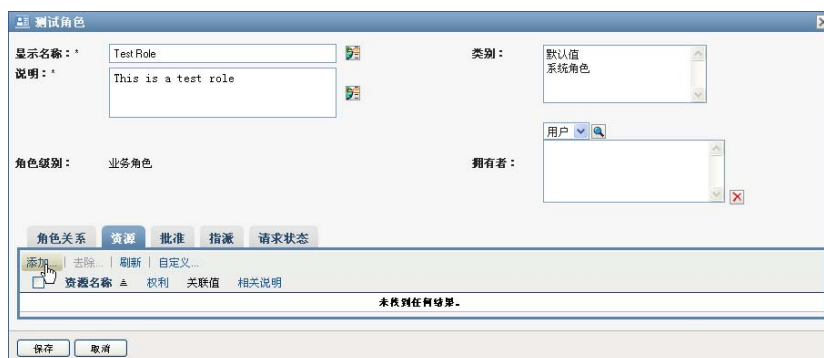 测试角色
显示名称：* Test Role 类别： 默认值
系统角色
说明：* This is a test role
用户
角色级别： 业务角色 拥有者：
角色关系 资源 批准 指派 请求状态
添加... | 去除... | 刷新 | 自定义...
资源名称 权利 关联值 相关说明
未找到任何结果。
保存 取消